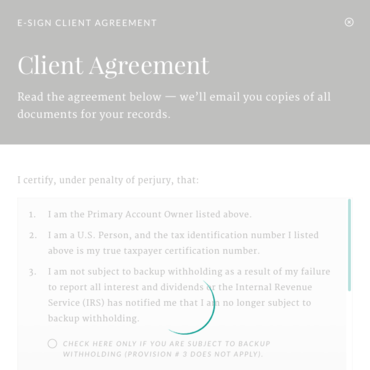 E-SIGN CLIENT AGREEMENT
Client Agreement
Read the agreement below — we'll email you copies of all
documents for your records.
I certify, under penalty of perjury, that:
1. I am the Primary Account Owner listed above.
2. I am a U.S. Person, and the tax identification number I listed
above is my true taxpayer certification number.
3. I am not subject to backup withholding as a result of my failure
to report all interest and dividends or the Internal Revenue
Service (IRS) has notified me that I am no longer subject to
backup withholding.
CHECK HERE ONLY IF YOU ARE SUBJECT TO BACKUP
WITHHOLDING (PROVISION # 3 DOES NOT APPLY).